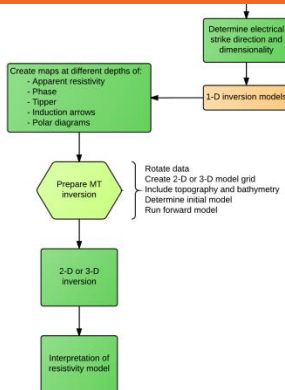 Determine electrical
strike direction and
dimensionality
Create maps at different depths of:
- Apparent resistivity
- Phase
- Tipper
- Induction arrows
- Polar diagrams
1-D inversion models
Prepare MT
inversion
Rotate data
Create 2-D or 3-D model grid
Include topography and bathymetry
Determine initial model
Run forward model
2-D or 3-D
inversion
Interpretation of
resistivity model